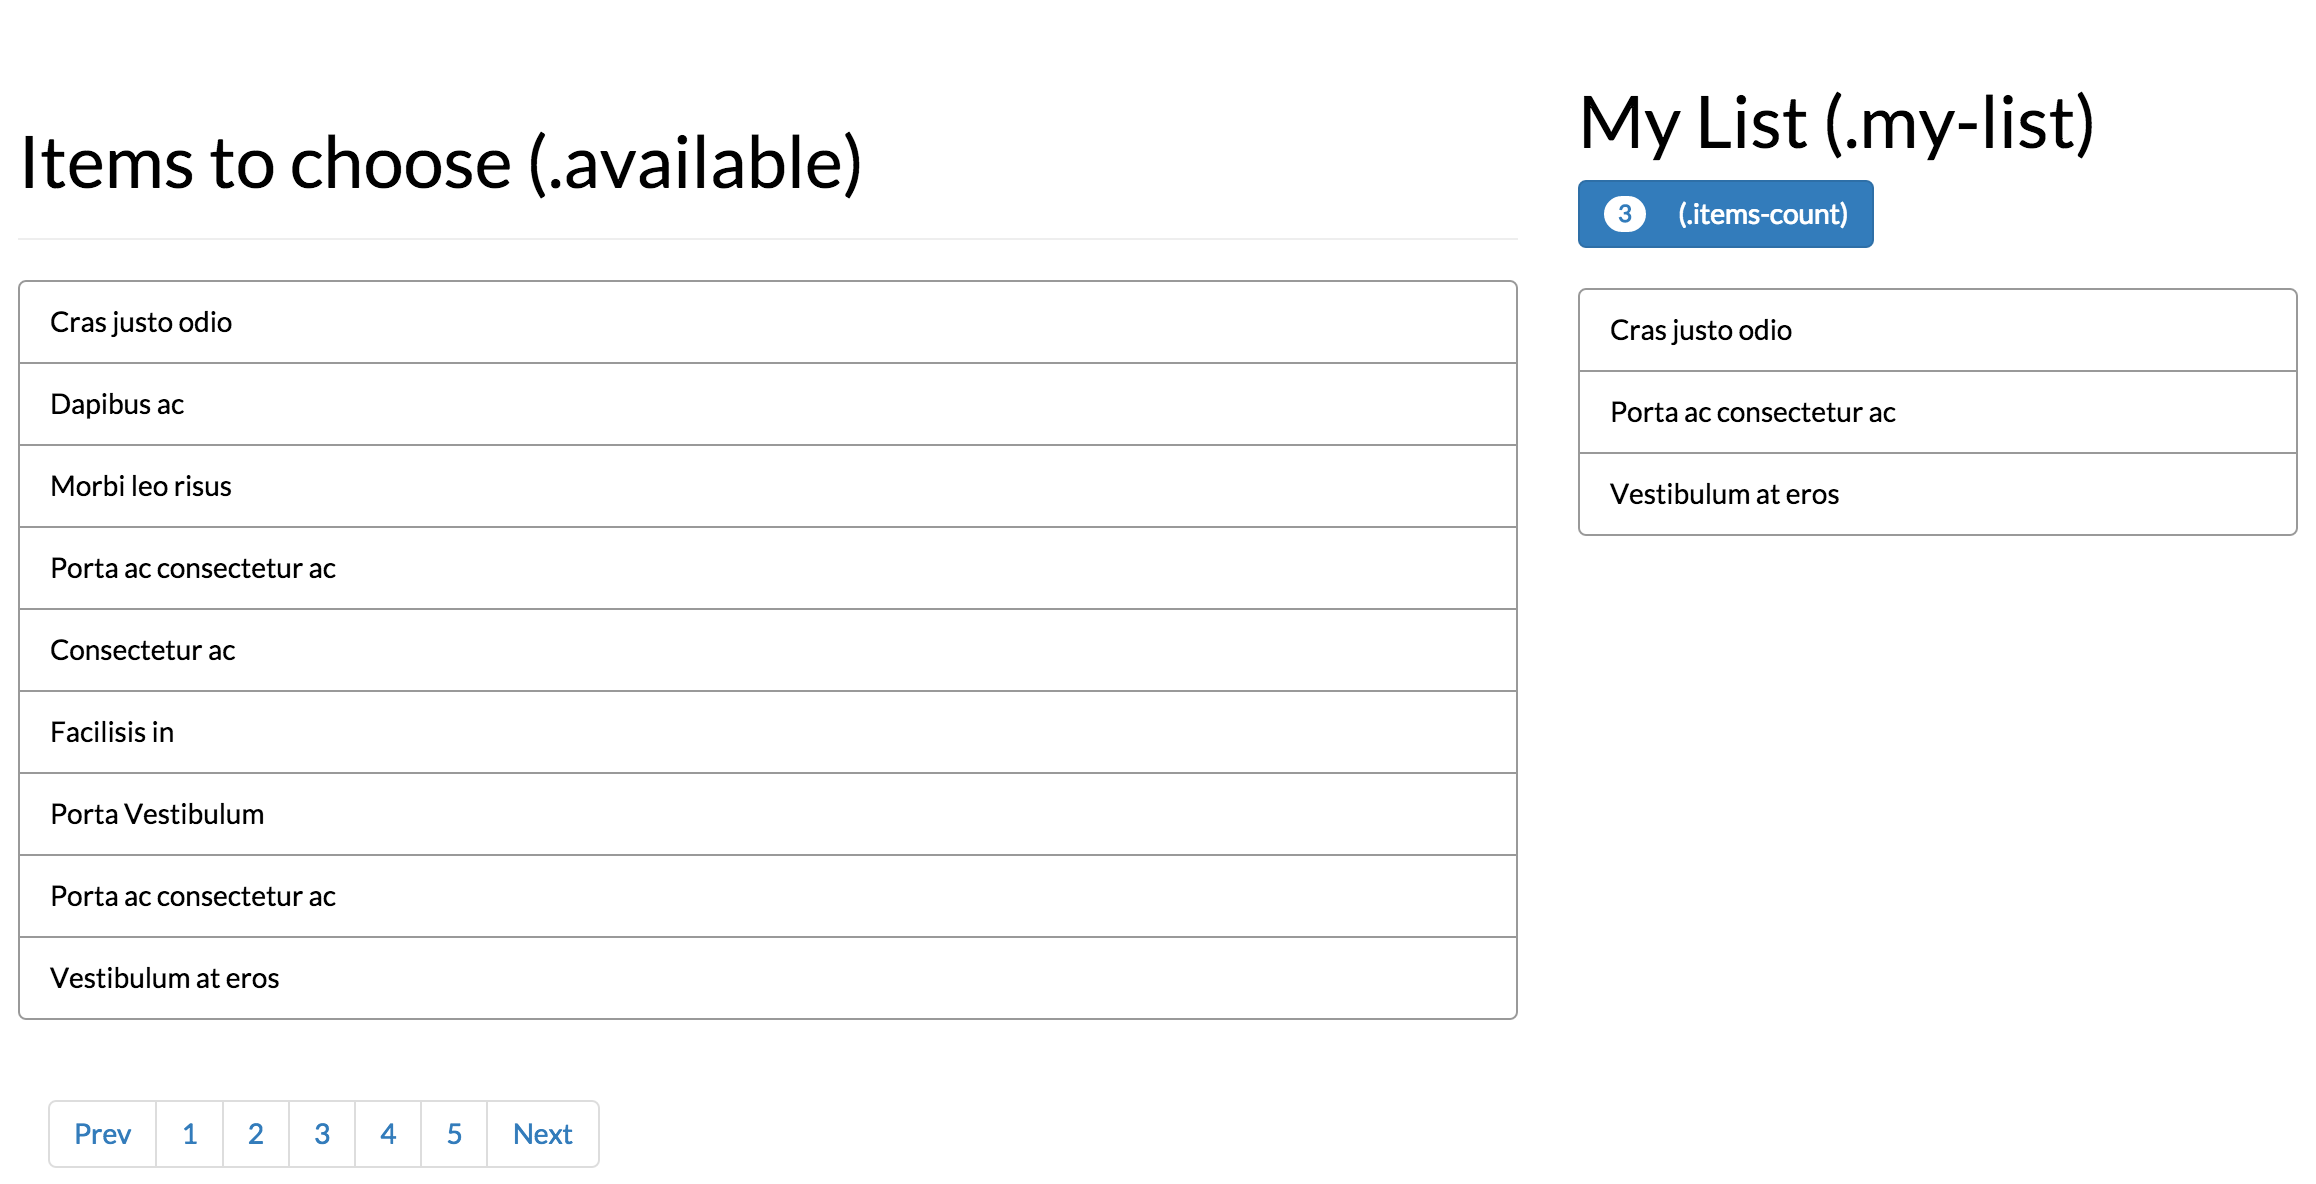 Items to choose (.available)
Cras justo odio
Dapibus ac
Morbi leo risus
Porta ac consectetur ac
Consectetur ac
Facilisis in
Porta Vestibulum
Porta ac consectetur ac
Vestibulum at eros
Prev 1 2 3 4 5 Next
My List (.my-list)
3 (.items-count)
Cras justo odio
Porta ac consectetur ac
Vestibulum at eros